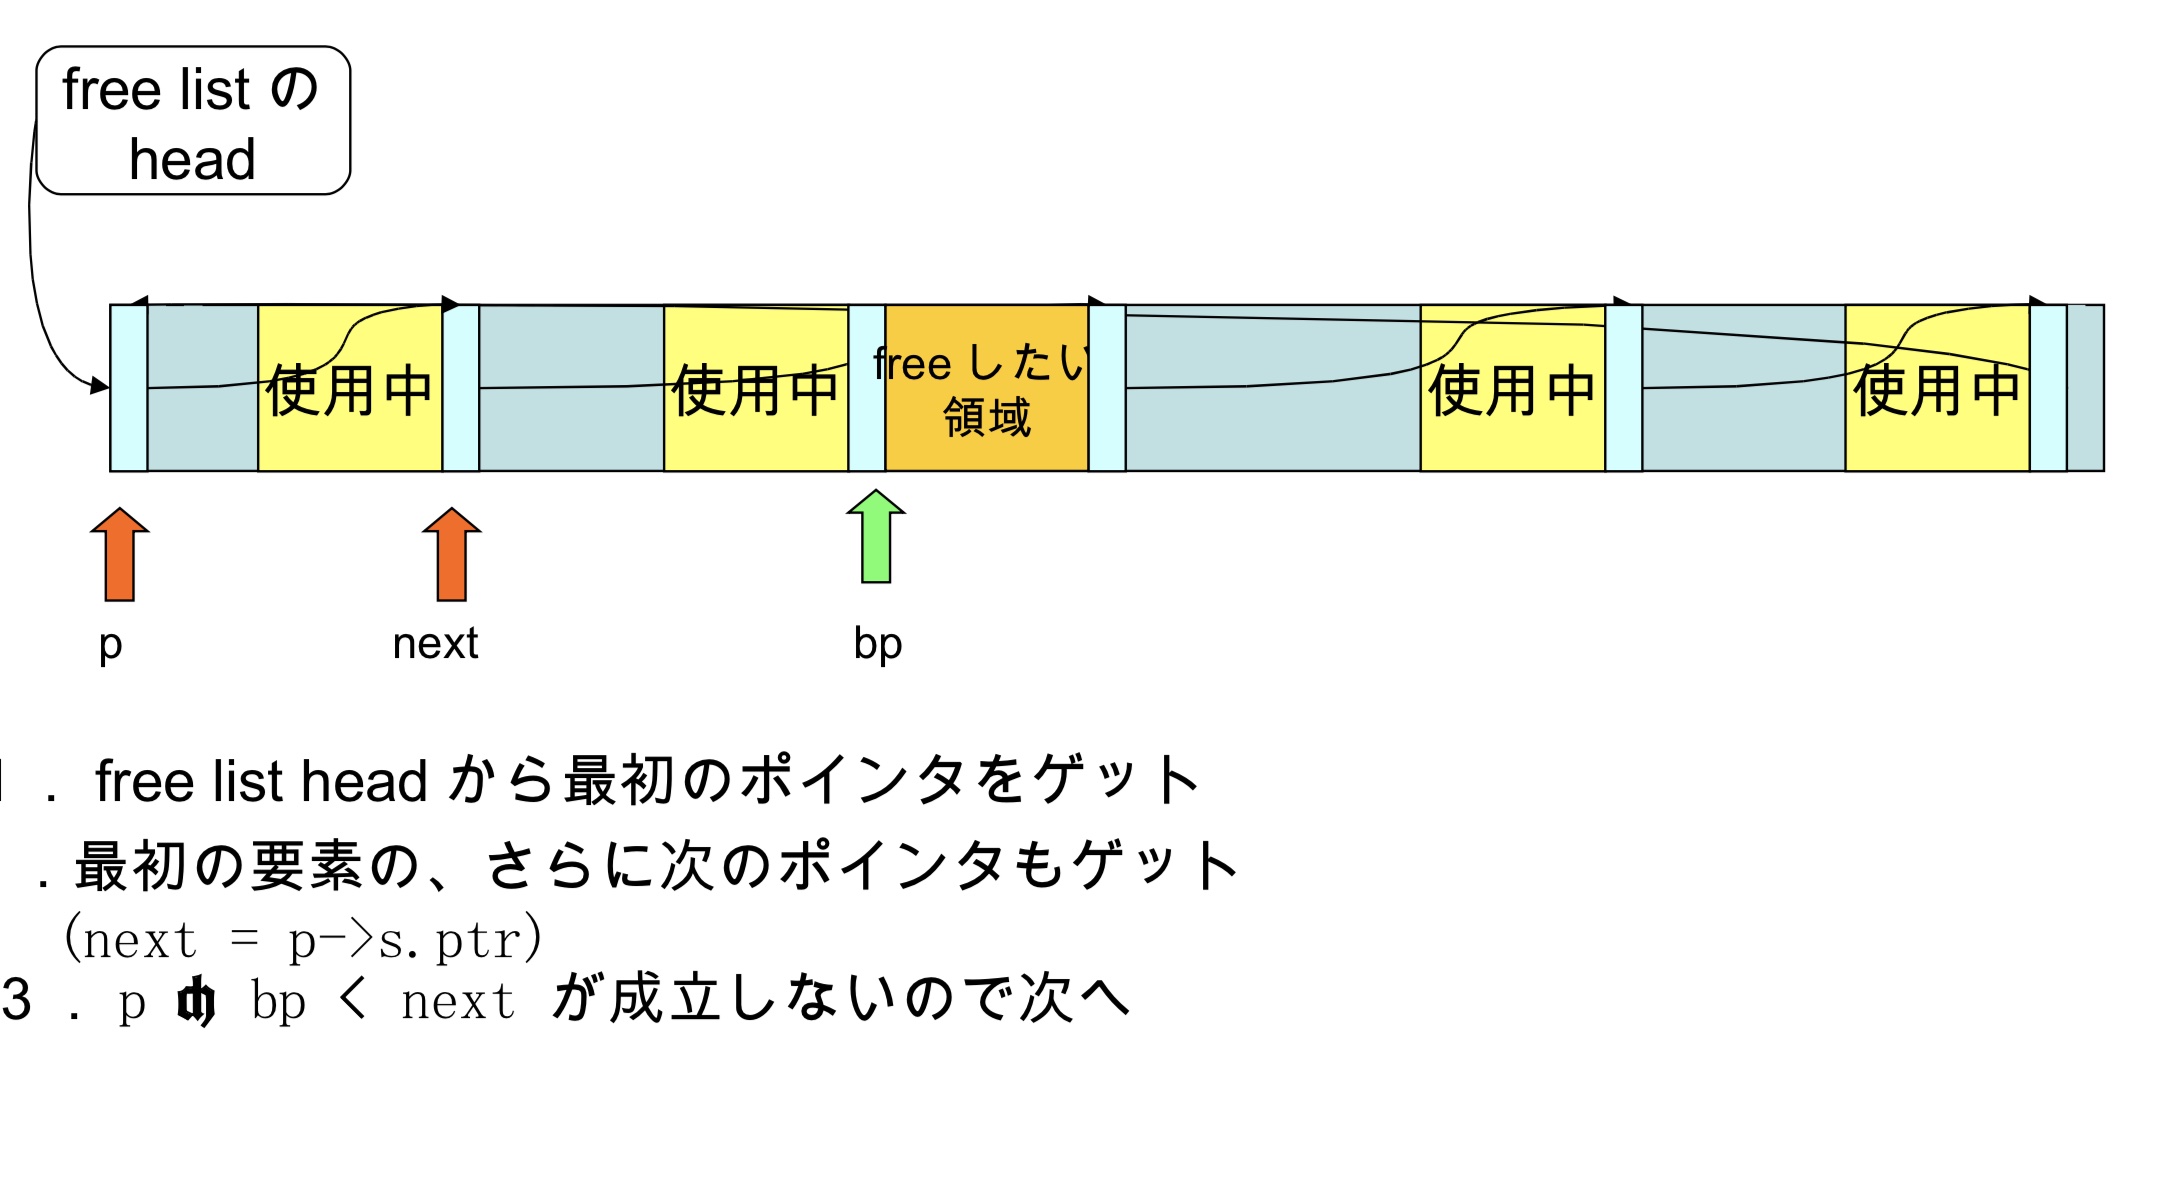 free list の
head
使用中
使用中
free したい
領域
使用中
使用中
p
next
bp
． free list head から最初のポインタをゲット
．最初の要素の、さらに次のポインタもゲット
(next = p->s.ptr)
3 ．p bp < next が成立しないので次へ